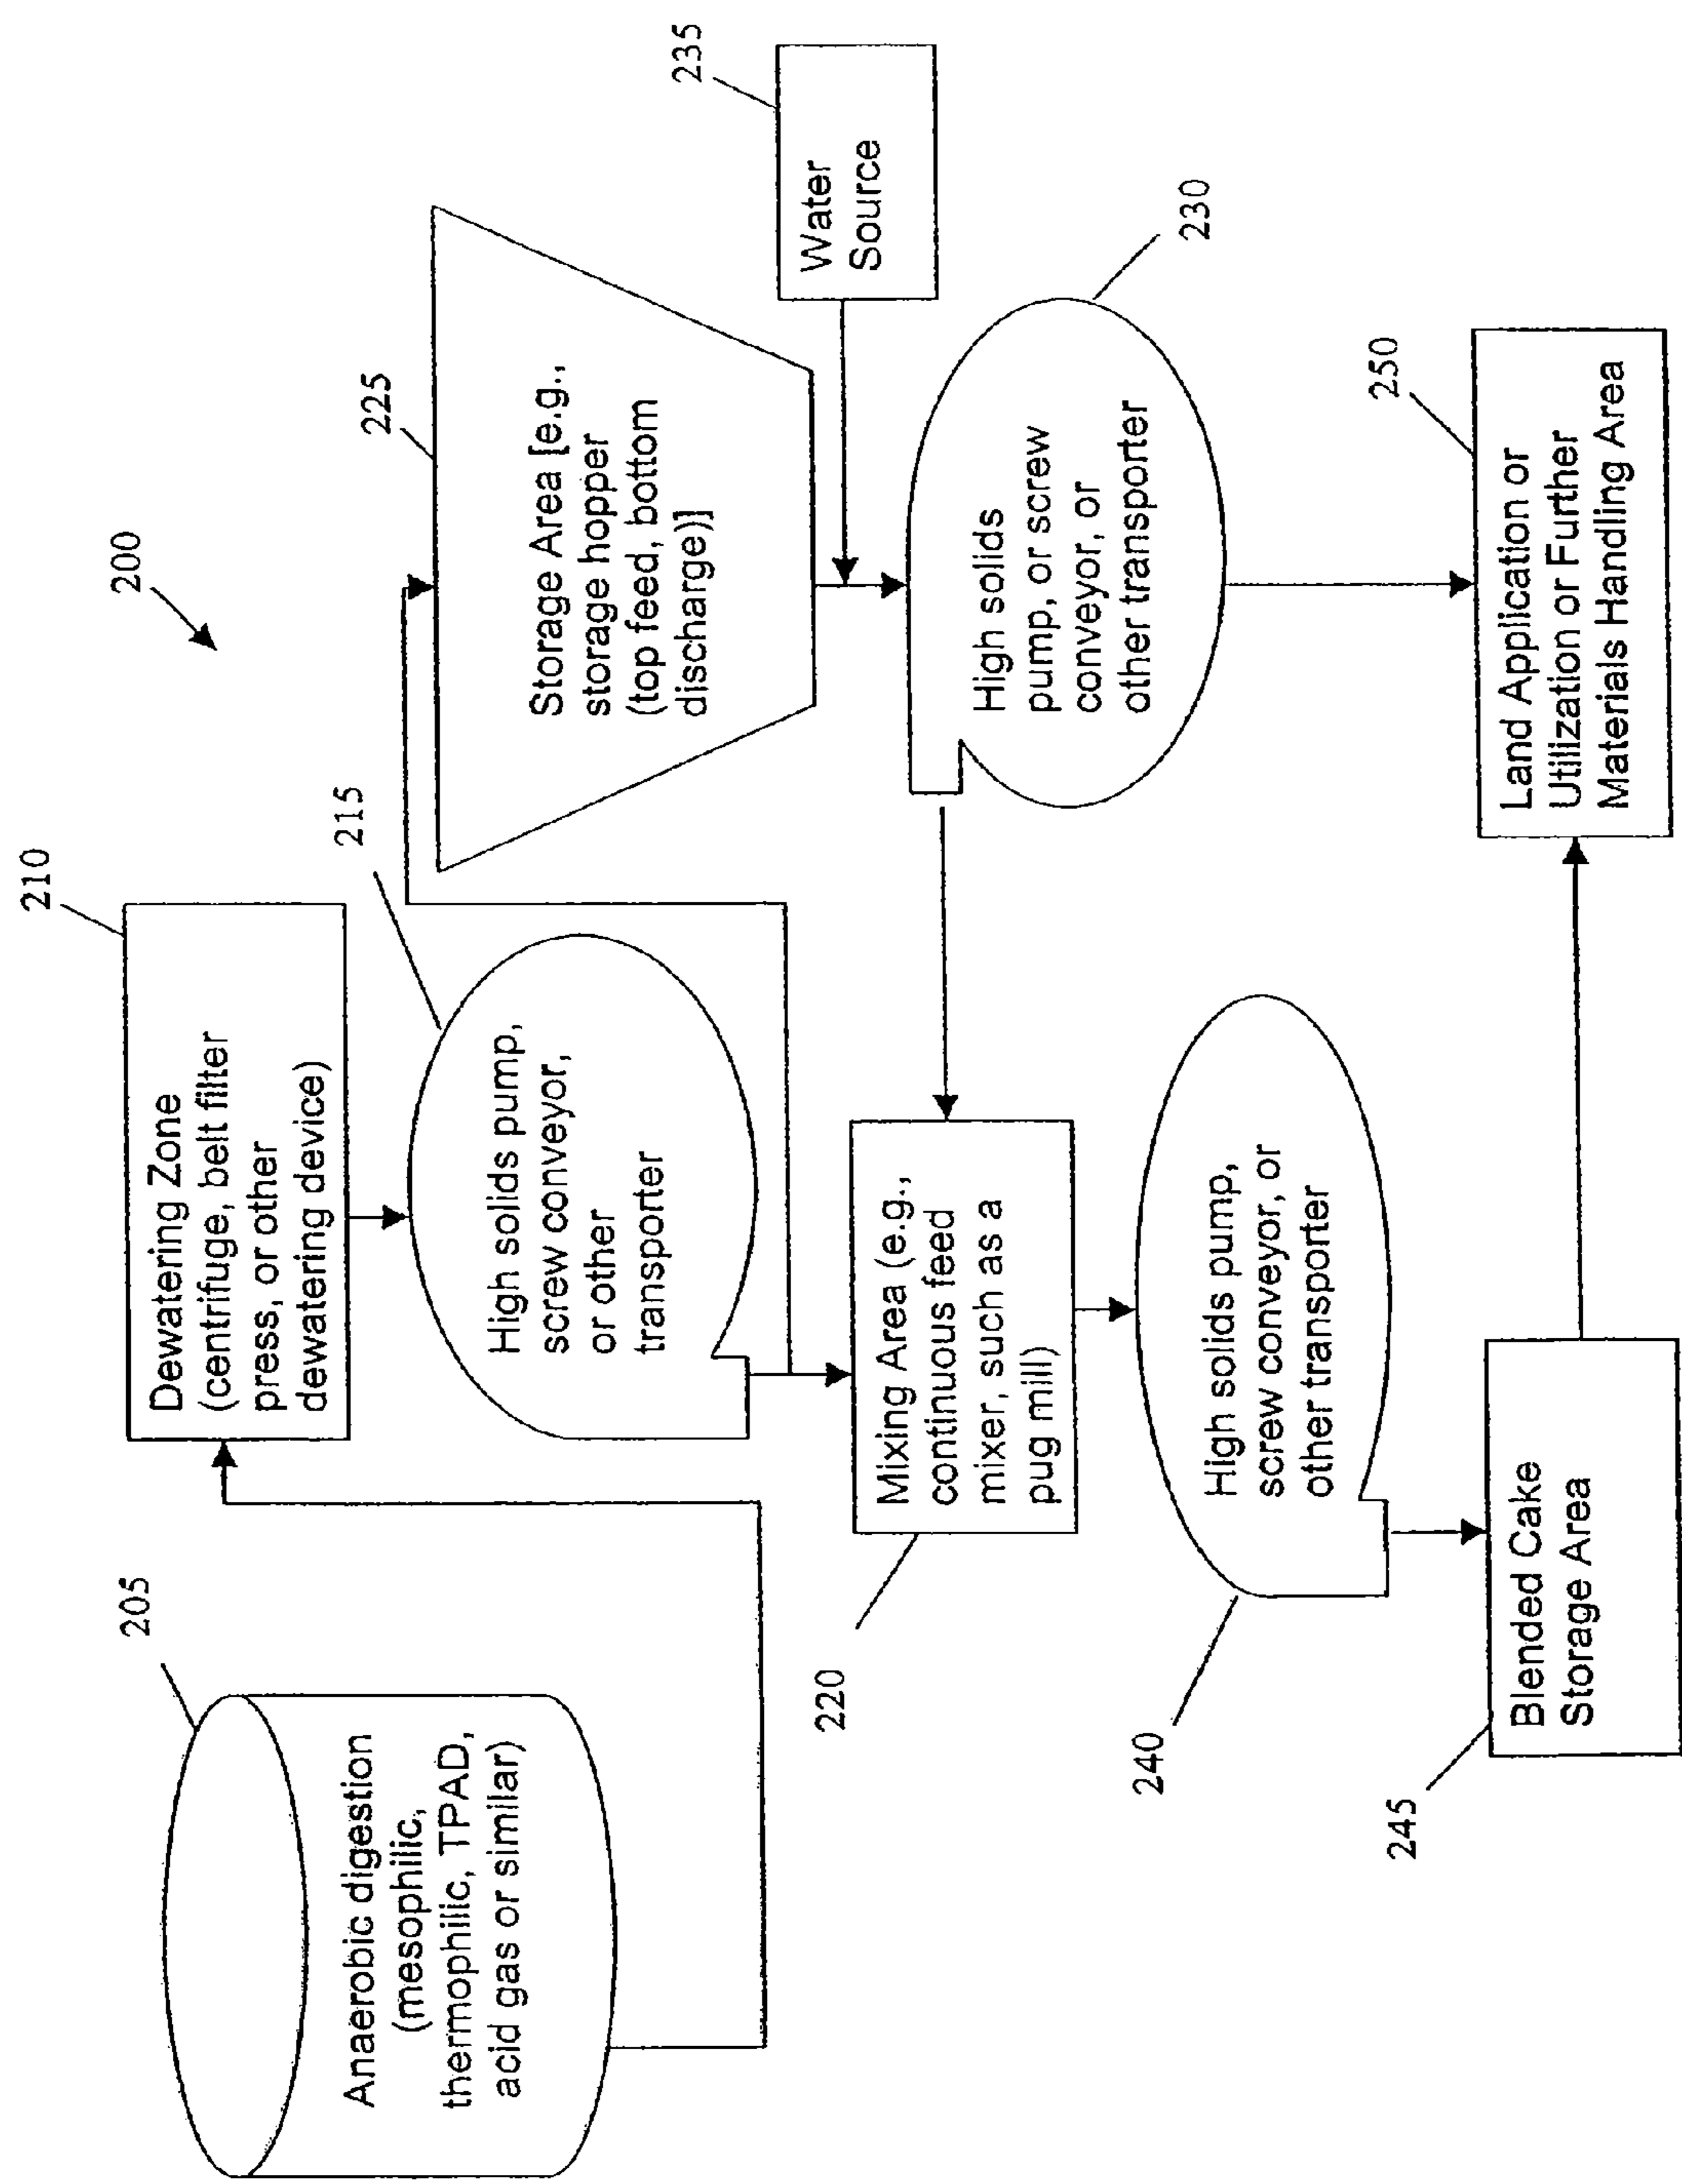 200
205
Anaerobic digestion
(mesophilic,
thermophilic, TPAD,
acid gas or similar)
210
Dewatering Zone
(centrifuge, belt filter
press, or other
dewatering device)
215
High solids pump,
screw conveyor,
or other
transporter
225
Storage Area [e.g.,
storage hopper
(top feed, bottom
discharge)]
235
Water
Source
220
Mixing Area (e.g.,
continuous feed
mixer, such as a
pug mill)
230
High solids
pump, or screw
conveyor, or
other transporter
240
High solids pump,
screw conveyor, or
other transporter
245
Blended Cake
Storage Area
250
Land Application or
Utilization or Further
Materials Handling Area